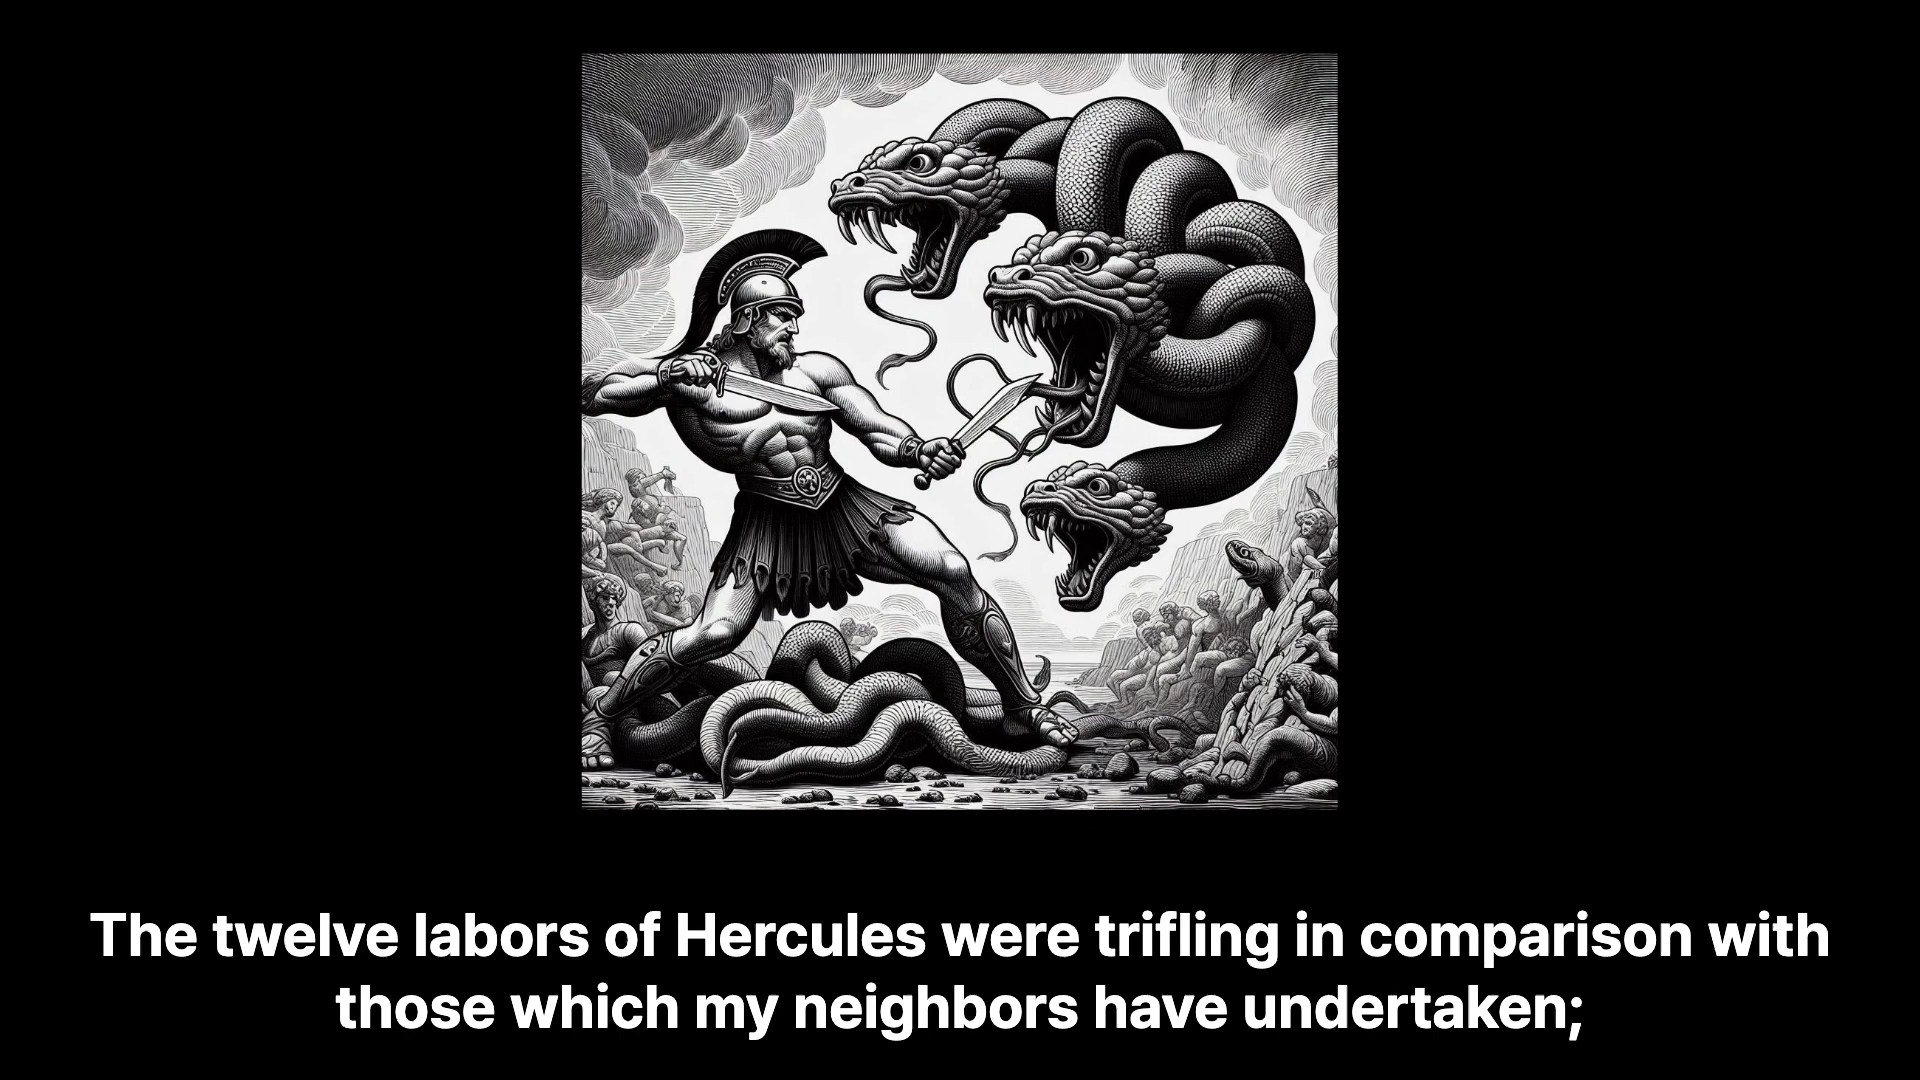 The twelve labors of Hercules were trifling in comparison with
those which my neighbors have undertaken;